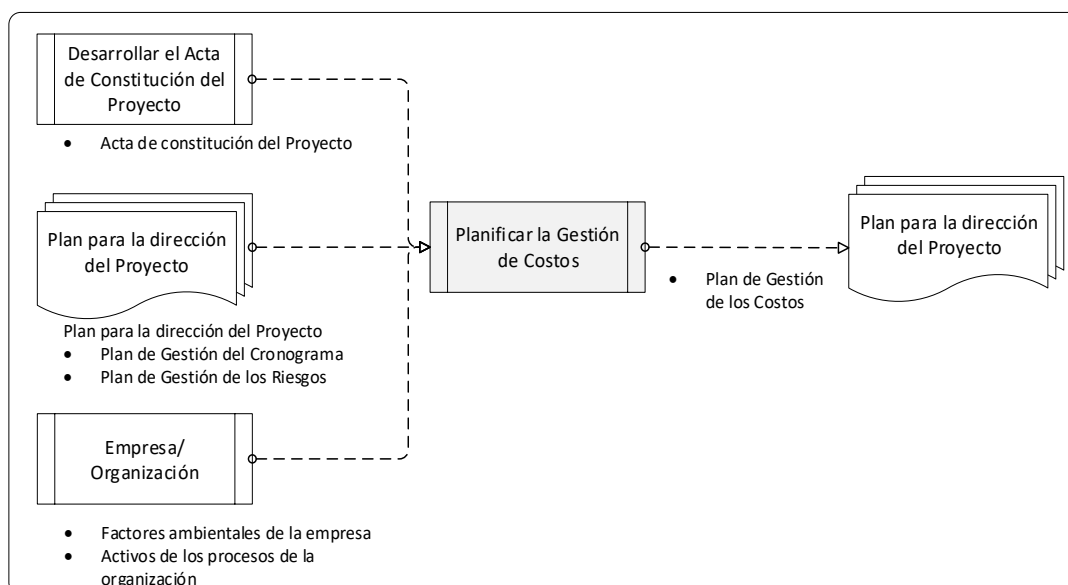 Desarrollar el Acta
de Constitución del
Proyecto
• Acta de constitución del Proyecto
Plan para la dirección
del Proyecto
Plan para la dirección del Proyecto
• Plan de Gestión del Cronograma
• Plan de Gestión de los Riesgos
Empresa/
Organización
• Factores ambientales de la empresa
• Activos de los procesos de la
organización
Planificar la Gestión
de Costos
• Plan de Gestión
de los Costos
Plan para la dirección
del Proyecto